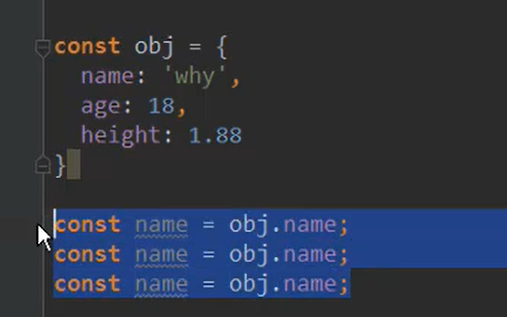 const obj = {
  name: 'why',
  age: 18,
  height: 1.88
}
const name = obj.name;
const name = obj.name;
const name = obj.name;